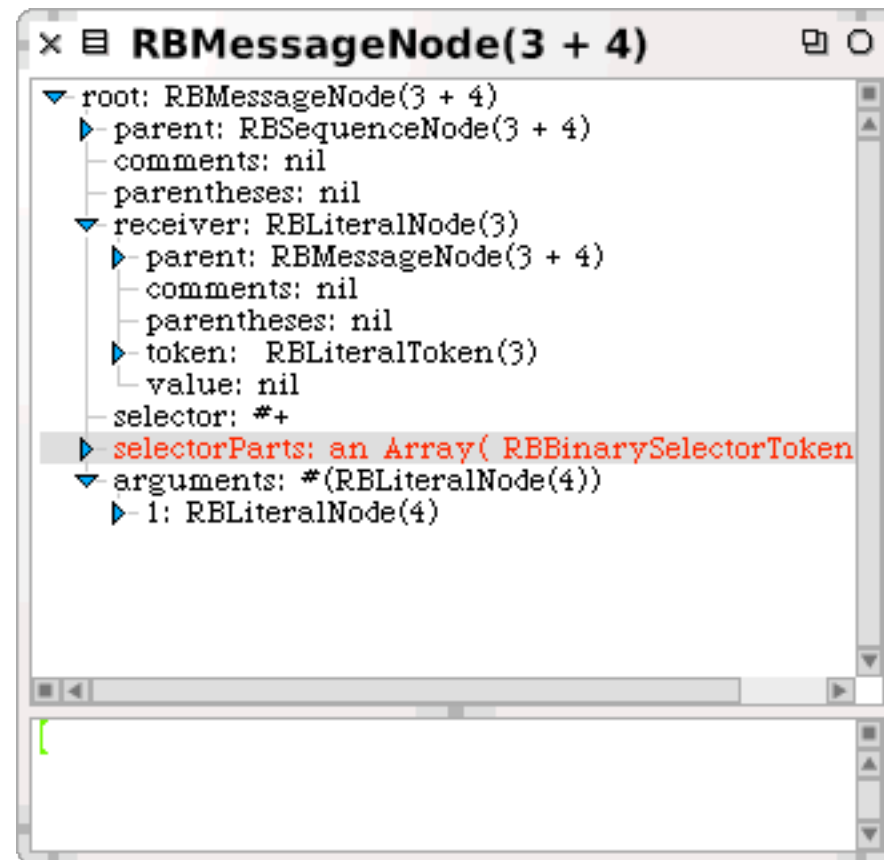 RBMessageNode(3 + 4)
root: RBMessageNode(3 + 4)
parent: RBSequenceNode(3 + 4)
comments: nil
parentheses: nil
receiver: RBLiteralNode(3)
parent: RBMessageNode(3 + 4)
comments: nil
parentheses: nil
token:  RBLiteralToken(3)
value: nil
selector: #+
selectorParts: an Array( RBBinarySelectorToken
arguments: #(RBLiteralNode(4))
1: RBLiteralNode(4)